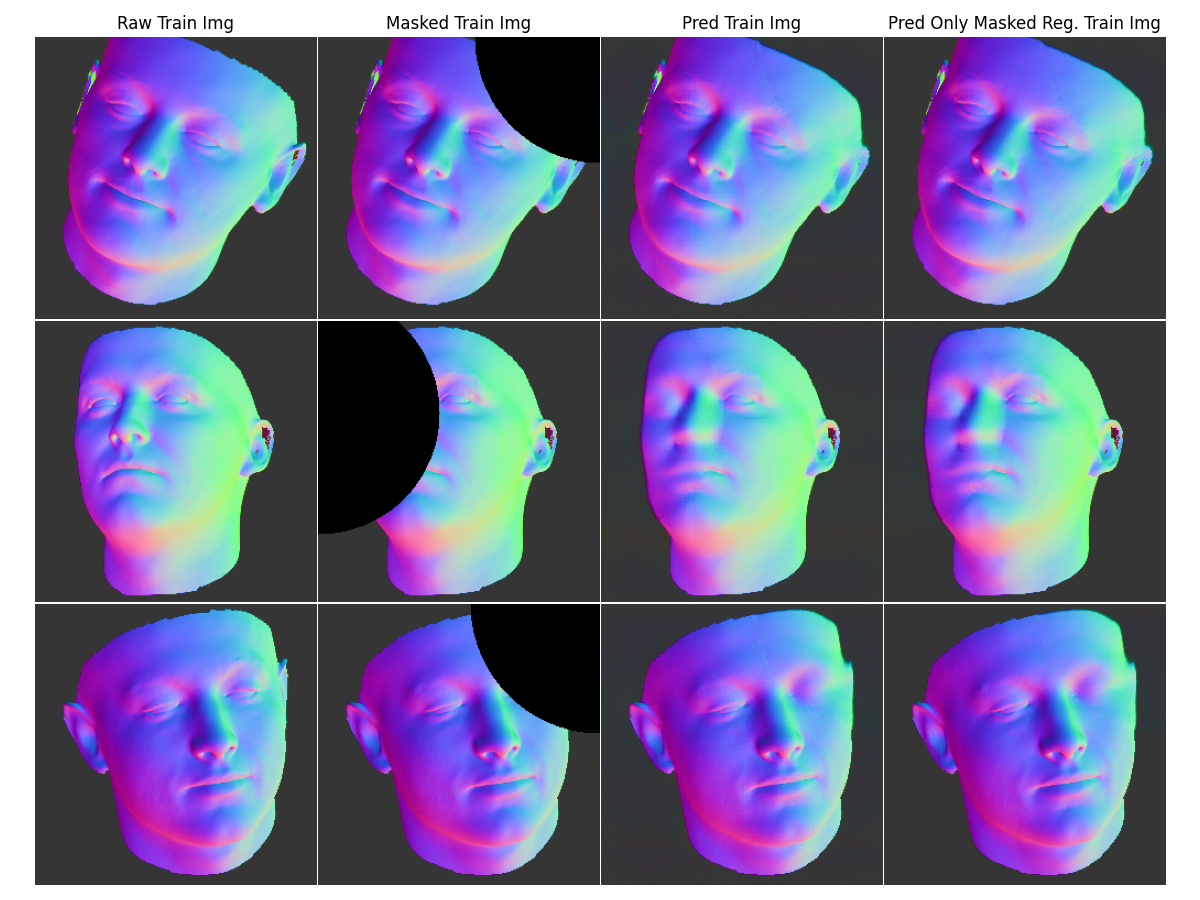 Raw Train Img
Masked Train Img
Pred Train Img
Pred Only Masked Reg. Train Img